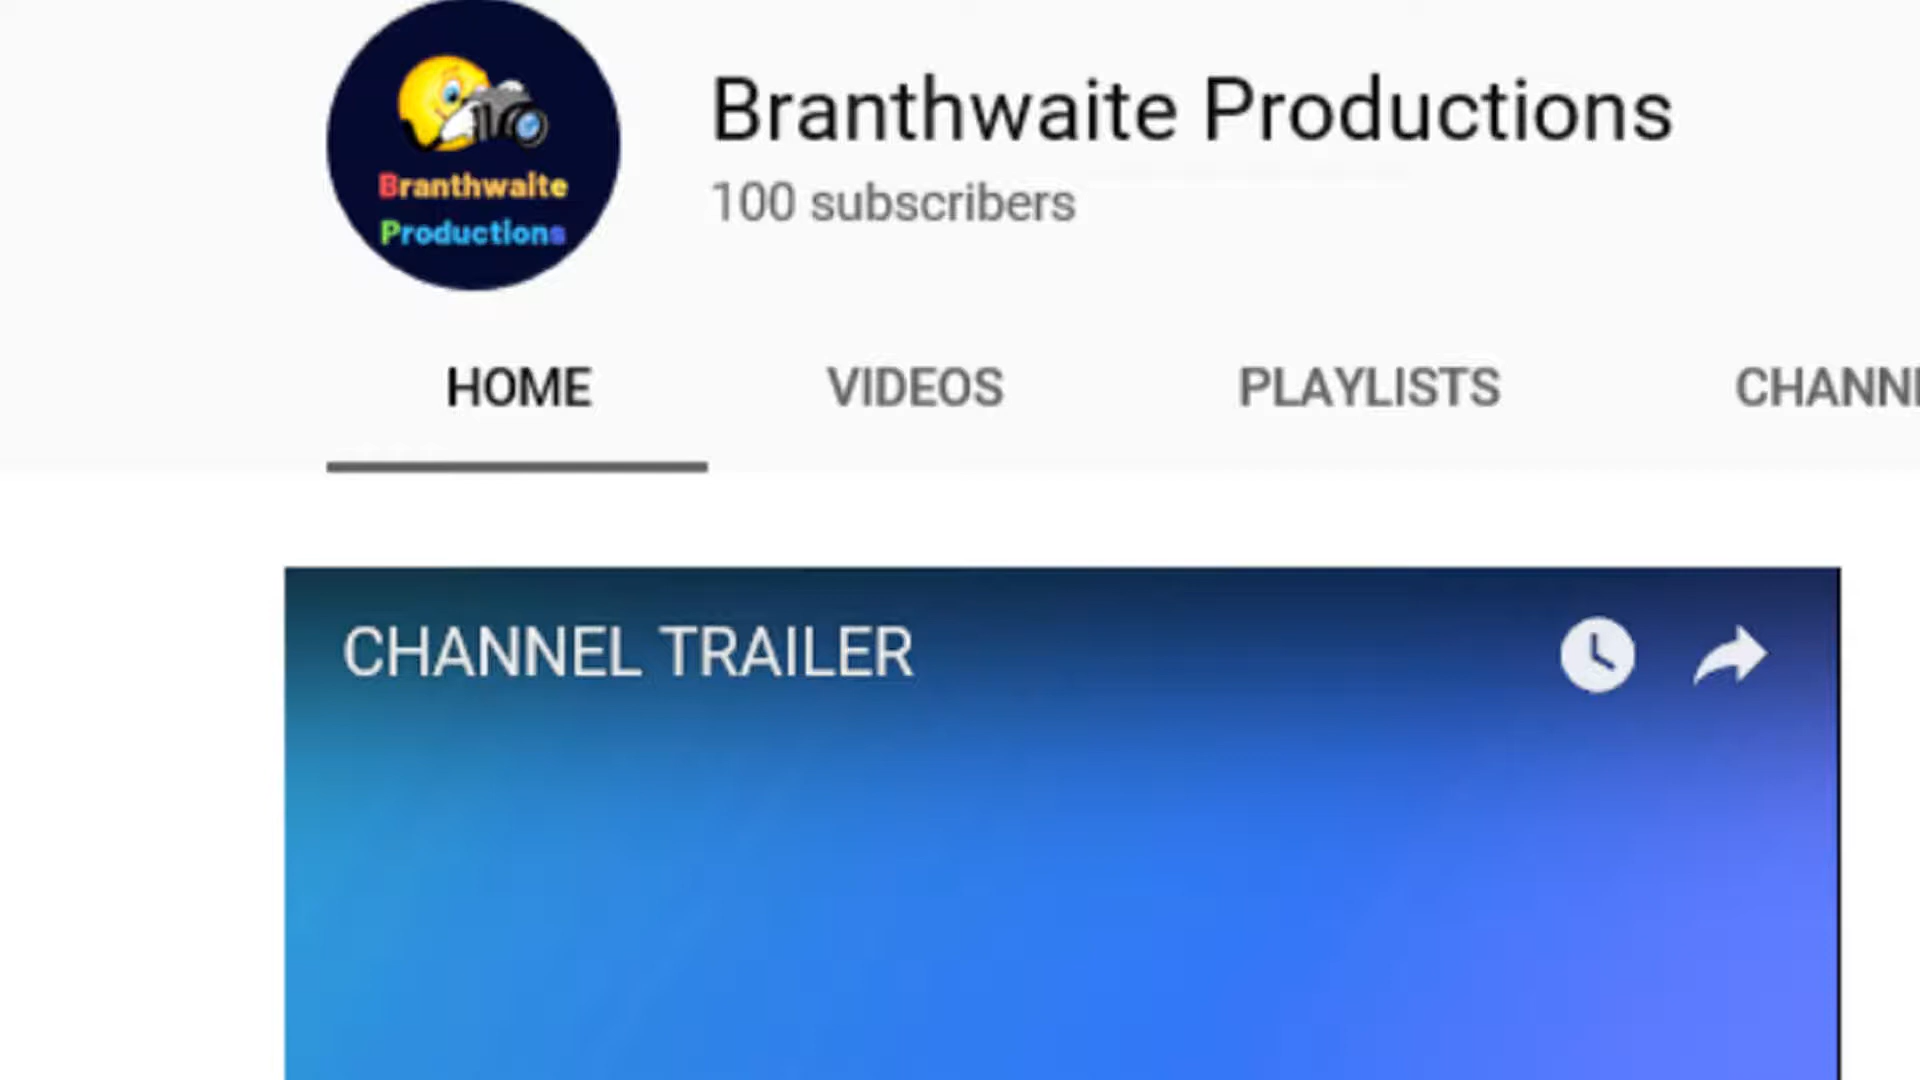 Branthwaite
Productions
Branthwaite Productions
100 subscribers
HOME VIDEOS PLAYLISTS CHANN
CHANNEL TRAILER